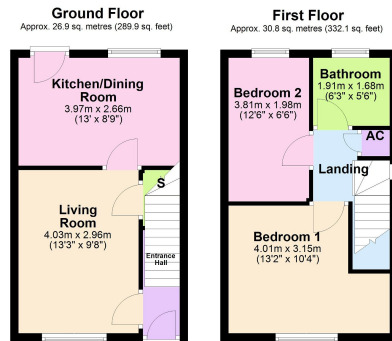 Ground Floor
Approx. 26.9 sq. metres (289.9 sq. feet)
Kitchen/Dining
Room
3.97m x 2.66m
(13' x 8'9")
S
Living
Room
4.03m x 2.96m
(13'3" x 9'8")
Entrance
Hall
First Floor
Approx. 30.8 sq. metres (332.1 sq. feet)
Bathroom
1.91m x 1.68m
(6'3" x 5'6")
Bedroom 2
3.81m x 1.98m
(12'6" x 6'6")
AC
Landing
Bedroom 1
4.01m x 3.15m
(13'2" x 10'4")